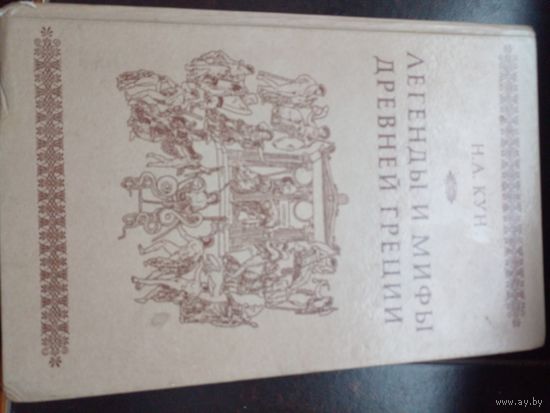 Н.А. КУН
ЛЕГЕНДЫ И МИФЫ
ДРЕВНЕЙ ГРЕЦИИ
www.ay.by